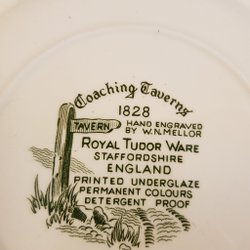 Coaching Taverns
1828
TAVERN
HAND ENGRAVED
BY W.N. MELLOR
ROYAL TUDOR WARE
STAFFORDSHIRE
ENGLAND
PRINTED UNDERGLAZE
PERMANENT COLOURS
DETERGENT PROOF